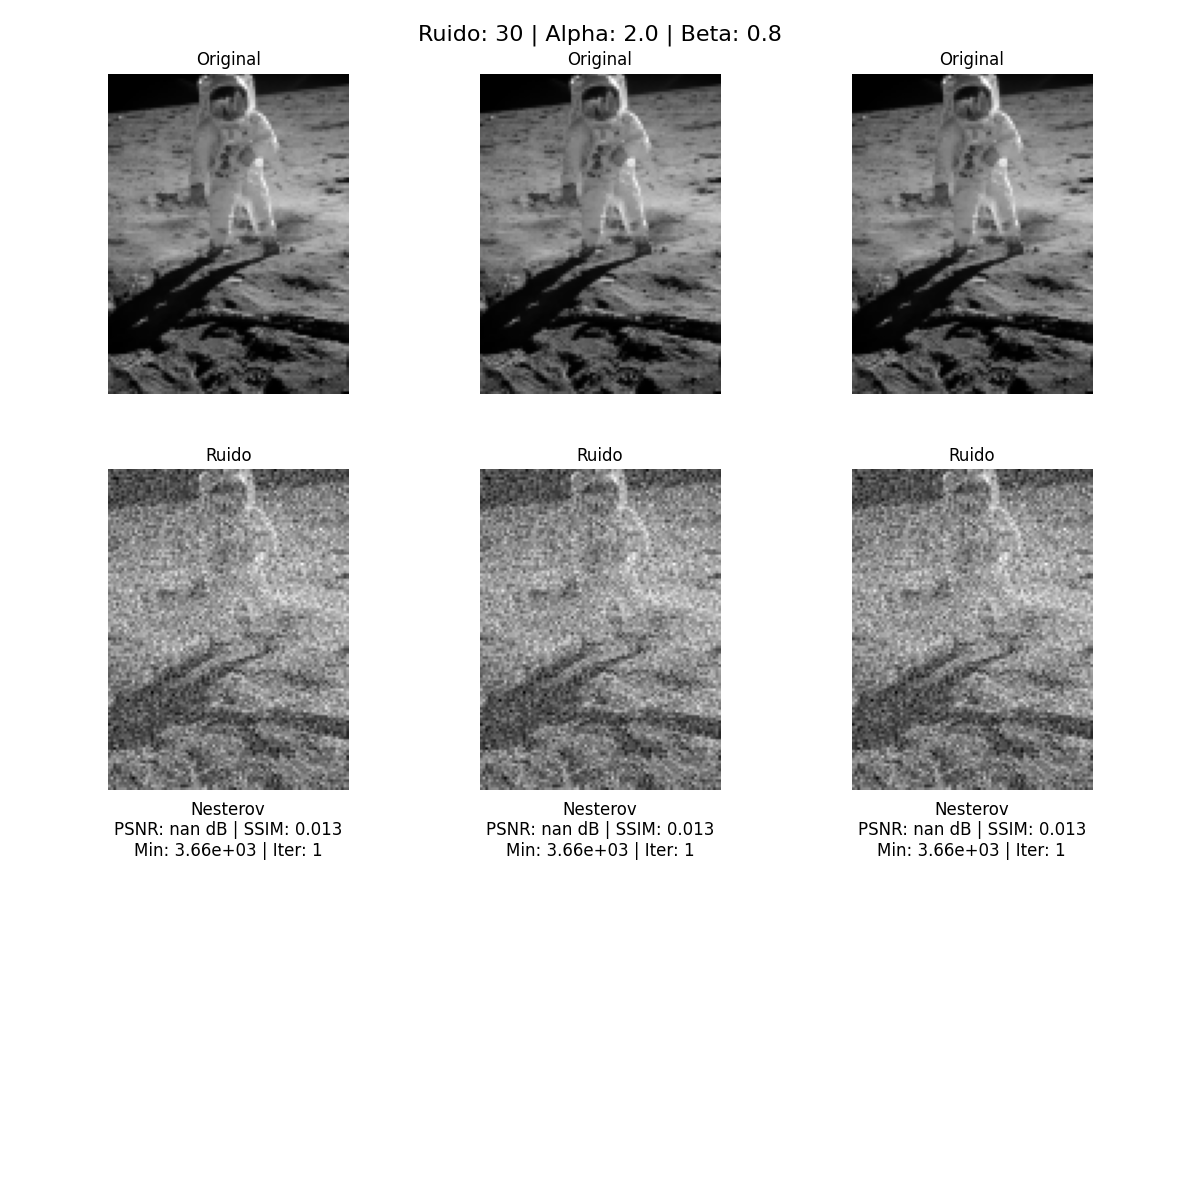 Ruido: 30 | Alpha: 2.0 | Beta: 0.8
Original
Original
Original
Ruido
Ruido
Ruido
Nesterov
PSNR: nan dB | SSIM: 0.013
Min: 3.66e+03 | Iter: 1
Nesterov
PSNR: nan dB | SSIM: 0.013
Min: 3.66e+03 | Iter: 1
Nesterov
PSNR: nan dB | SSIM: 0.013
Min: 3.66e+03 | Iter: 1